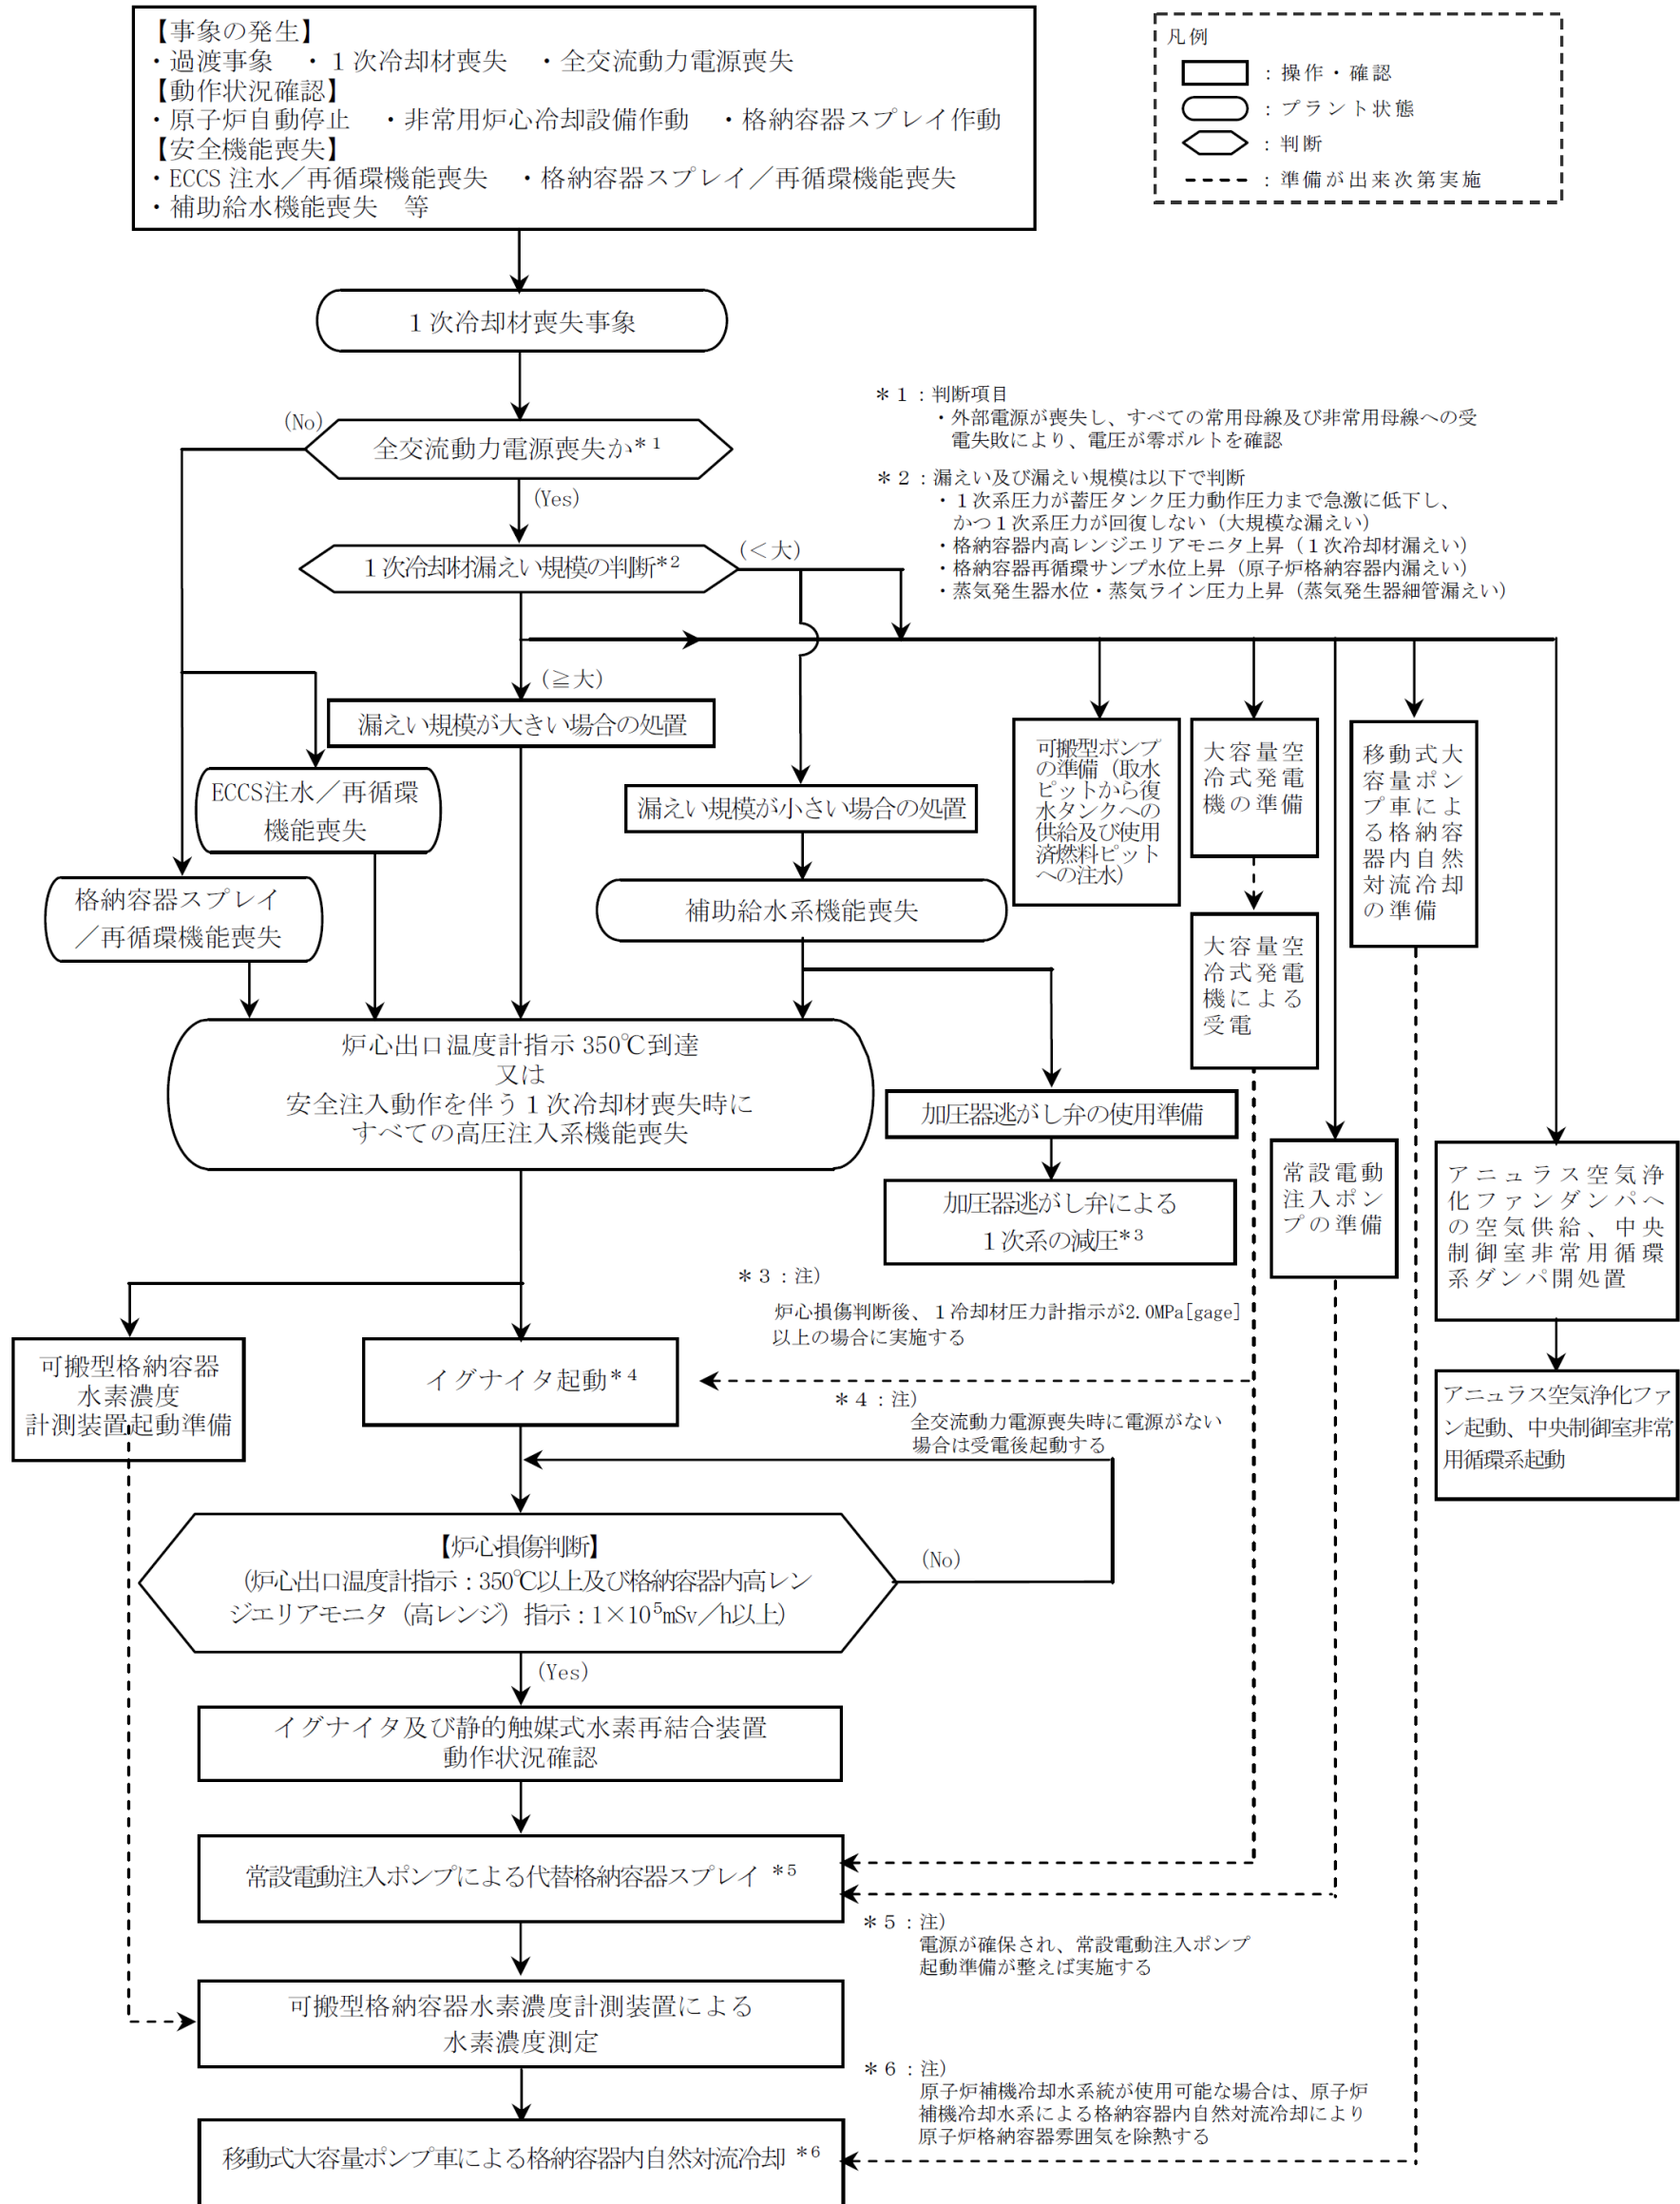 【事象の発生】
・過渡事象　・１次冷却材喪失　・全交流動力電源喪失
【動作状況確認】
・原子炉自動停止　・非常用炉心冷却設備作動　・格納容器スプレイ作動
【安全機能喪失】
・ECCS 注水／再循環機能喪失　・格納容器スプレイ／再循環機能喪失
・補助給水機能喪失　等
凡例
：操作・確認
：プラント状態
：判断
：準備が出来次第実施
１次冷却材喪失事象
＊１：判断項目
・外部電源が喪失し、すべての常用母線及び非常用母線への受
電失敗により、電圧が零ボルトを確認
(No)
全交流動力電源喪失か*1
(Yes)
＊２：漏えい及び漏えい規模は以下で判断
・１次系圧力が蓄圧タンク圧力動作圧力まで急激に低下し、
かつ１次系圧力が回復しない（大規模な漏えい）
・格納容器内高レンジエリアモニタ上昇（１次冷却材漏えい）
・格納容器再循環サンプ水位上昇（原子炉格納容器内漏えい）
・蒸気発生器水位・蒸気ライン圧力上昇（蒸気発生器細管漏えい）
１次冷却材漏えい規模の判断*2
(＜大)
(≧大)
漏えい規模が大きい場合の処置
ECCS注水／再循環
機能喪失
格納容器スプレイ
／再循環機能喪失
漏えい規模が小さい場合の処置
補助給水系機能喪失
可搬型ポンプ
の準備（取水
ピットから復
水タンクへの
供給及び使用
済燃料ピット
への注水）
大容量空
冷式発電
機の準備
大容量空
冷式発電
機による
受電
移動式大
容量ポン
プ車によ
る格納容
器内自然
対流冷却
の準備
炉心出口温度計指示 350℃到達
又は
安全注入動作を伴う１次冷却材喪失時に
すべての高圧注入系機能喪失
加圧器逃がし弁の使用準備
加圧器逃がし弁による
１次系の減圧*3
常設電動
注入ポン
プの準備
アニュラス空気浄
化ファンダンパへ
の空気供給、中央
制御室非常用循環
系ダンパ開処置
アニュラス空気浄化ファ
ン起動、中央制御室非常
用循環系起動
＊３：注）
炉心損傷判断後、１冷却材圧力計指示が2.0MPa[gage]
以上の場合に実施する
可搬型格納容器
水素濃度
計測装置起動準備
イグナイタ起動*4
＊４：注）
全交流動力電源喪失時に電源がない
場合は受電後起動する
【炉心損傷判断】
（炉心出口温度計指示：350℃以上及び格納容器内高レン
ジエリアモニタ（高レンジ）指示：1×10⁵mSv／h以上）
(No)
(Yes)
イグナイタ及び静的触媒式水素再結合装置
動作状況確認
常設電動注入ポンプによる代替格納容器スプレイ *5
＊５：注）
電源が確保され、常設電動注入ポンプ
起動準備が整えば実施する
可搬型格納容器水素濃度計測装置による
水素濃度測定
＊６：注）
原子炉補機冷却水系統が使用可能な場合は、原子炉
補機冷却水系による格納容器内自然対流冷却により
原子炉格納容器雰囲気を除熱する
移動式大容量ポンプ車による格納容器内自然対流冷却 *6